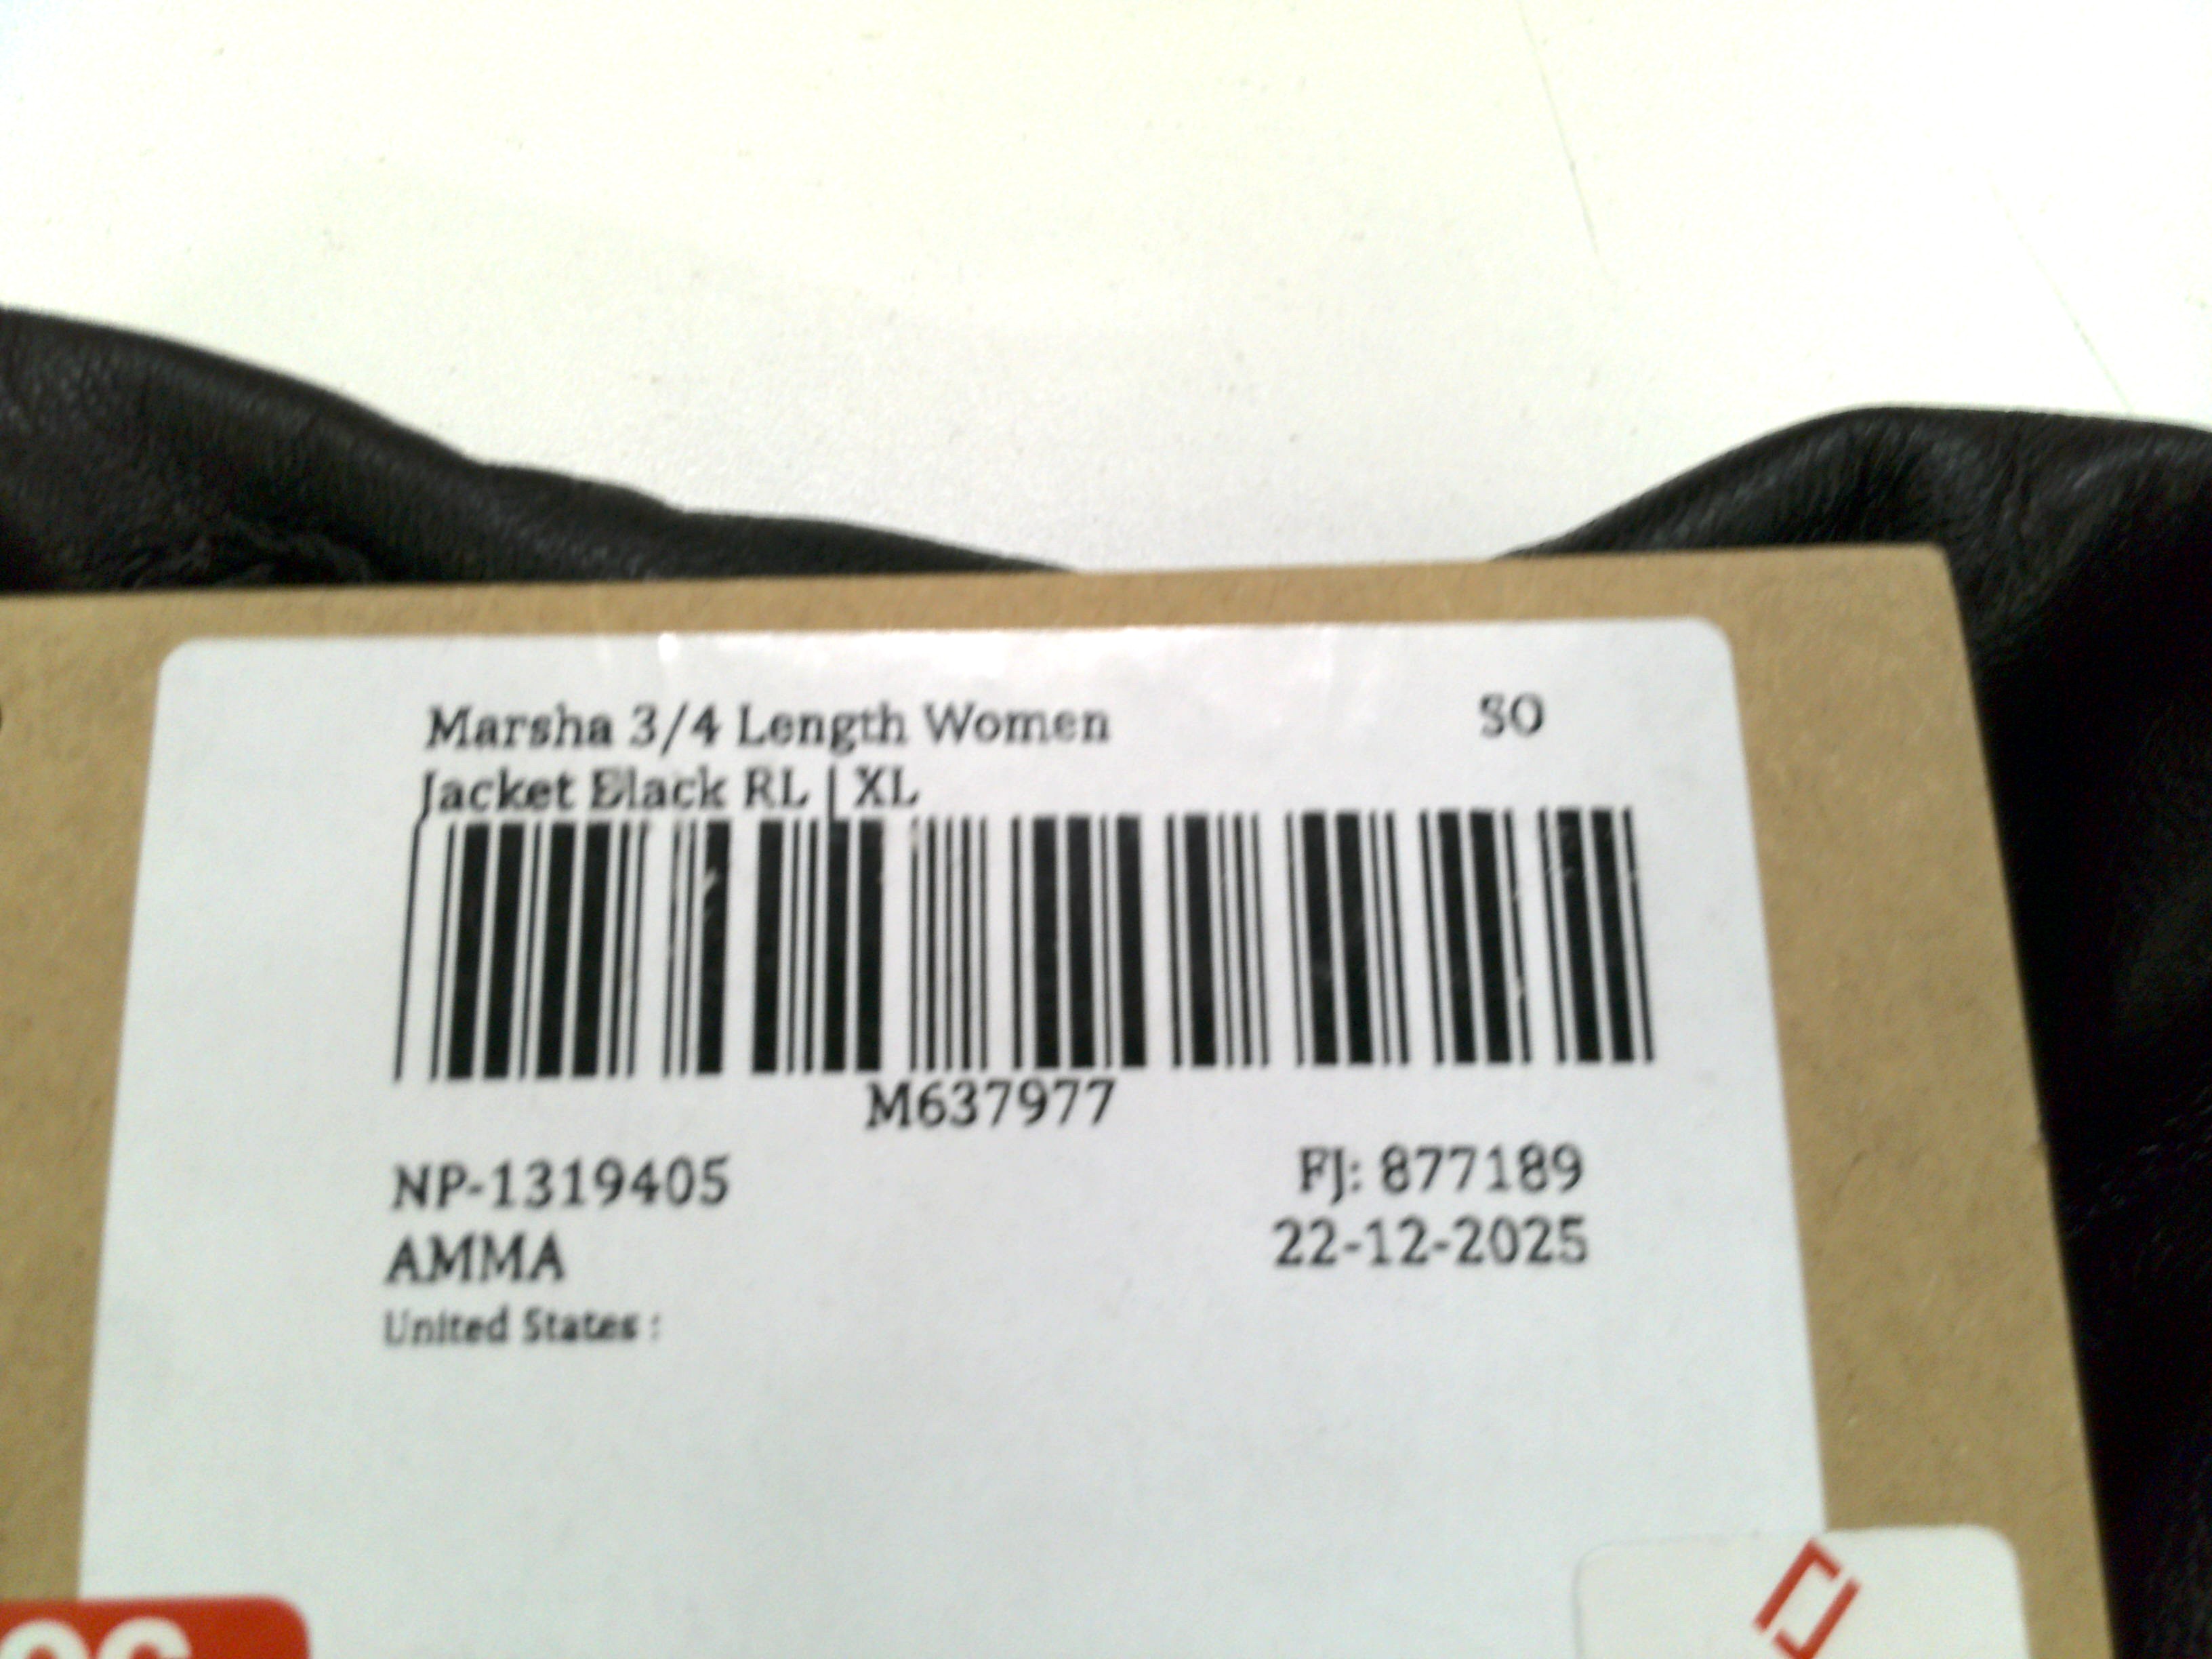 Marsha 3/4 Length Women SO
Jacket Black RL | XL
M637977
NP-1319405 FJ: 877189
AMMA 22-12-2025
United States :